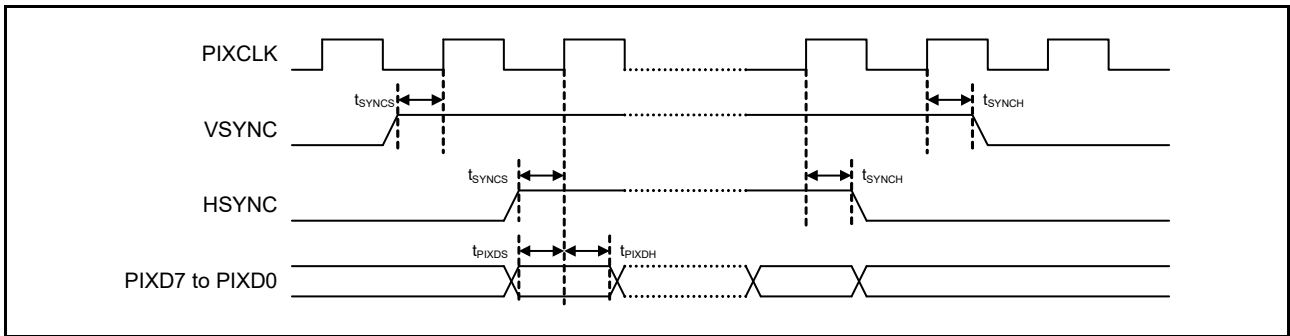 PIXCLK
tSYNCS
tSYNCH
VSYNC
tSYNCS
tSYNCH
HSYNC
tPIXDS
tPIXDH
PIXD7 to PIXD0